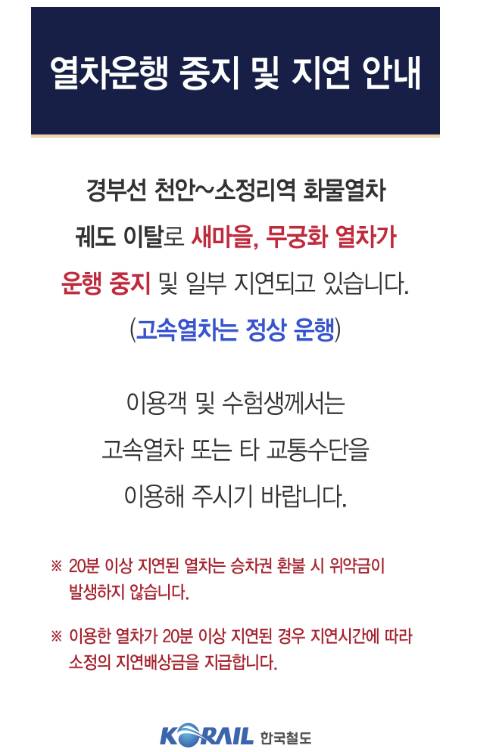 열차운행 중지 및 지연 안내
경부선 천안~소정리역 화물열차
궤도 이탈로 새마을, 무궁화 열차가
운행 중지 및 일부 지연되고 있습니다.
(고속열차는 정상 운행)
이용객 및 수험생께서는
고속열차 또는 타 교통수단을
이용해 주시기 바랍니다.
※ 20분 이상 지연된 열차는 승차권 환불 시 위약금이
발생하지 않습니다.
※ 이용한 열차가 20분 이상 지연된 경우 지연시간에 따라
소정의 지연배상금을 지급합니다.
KORAIL 한국철도